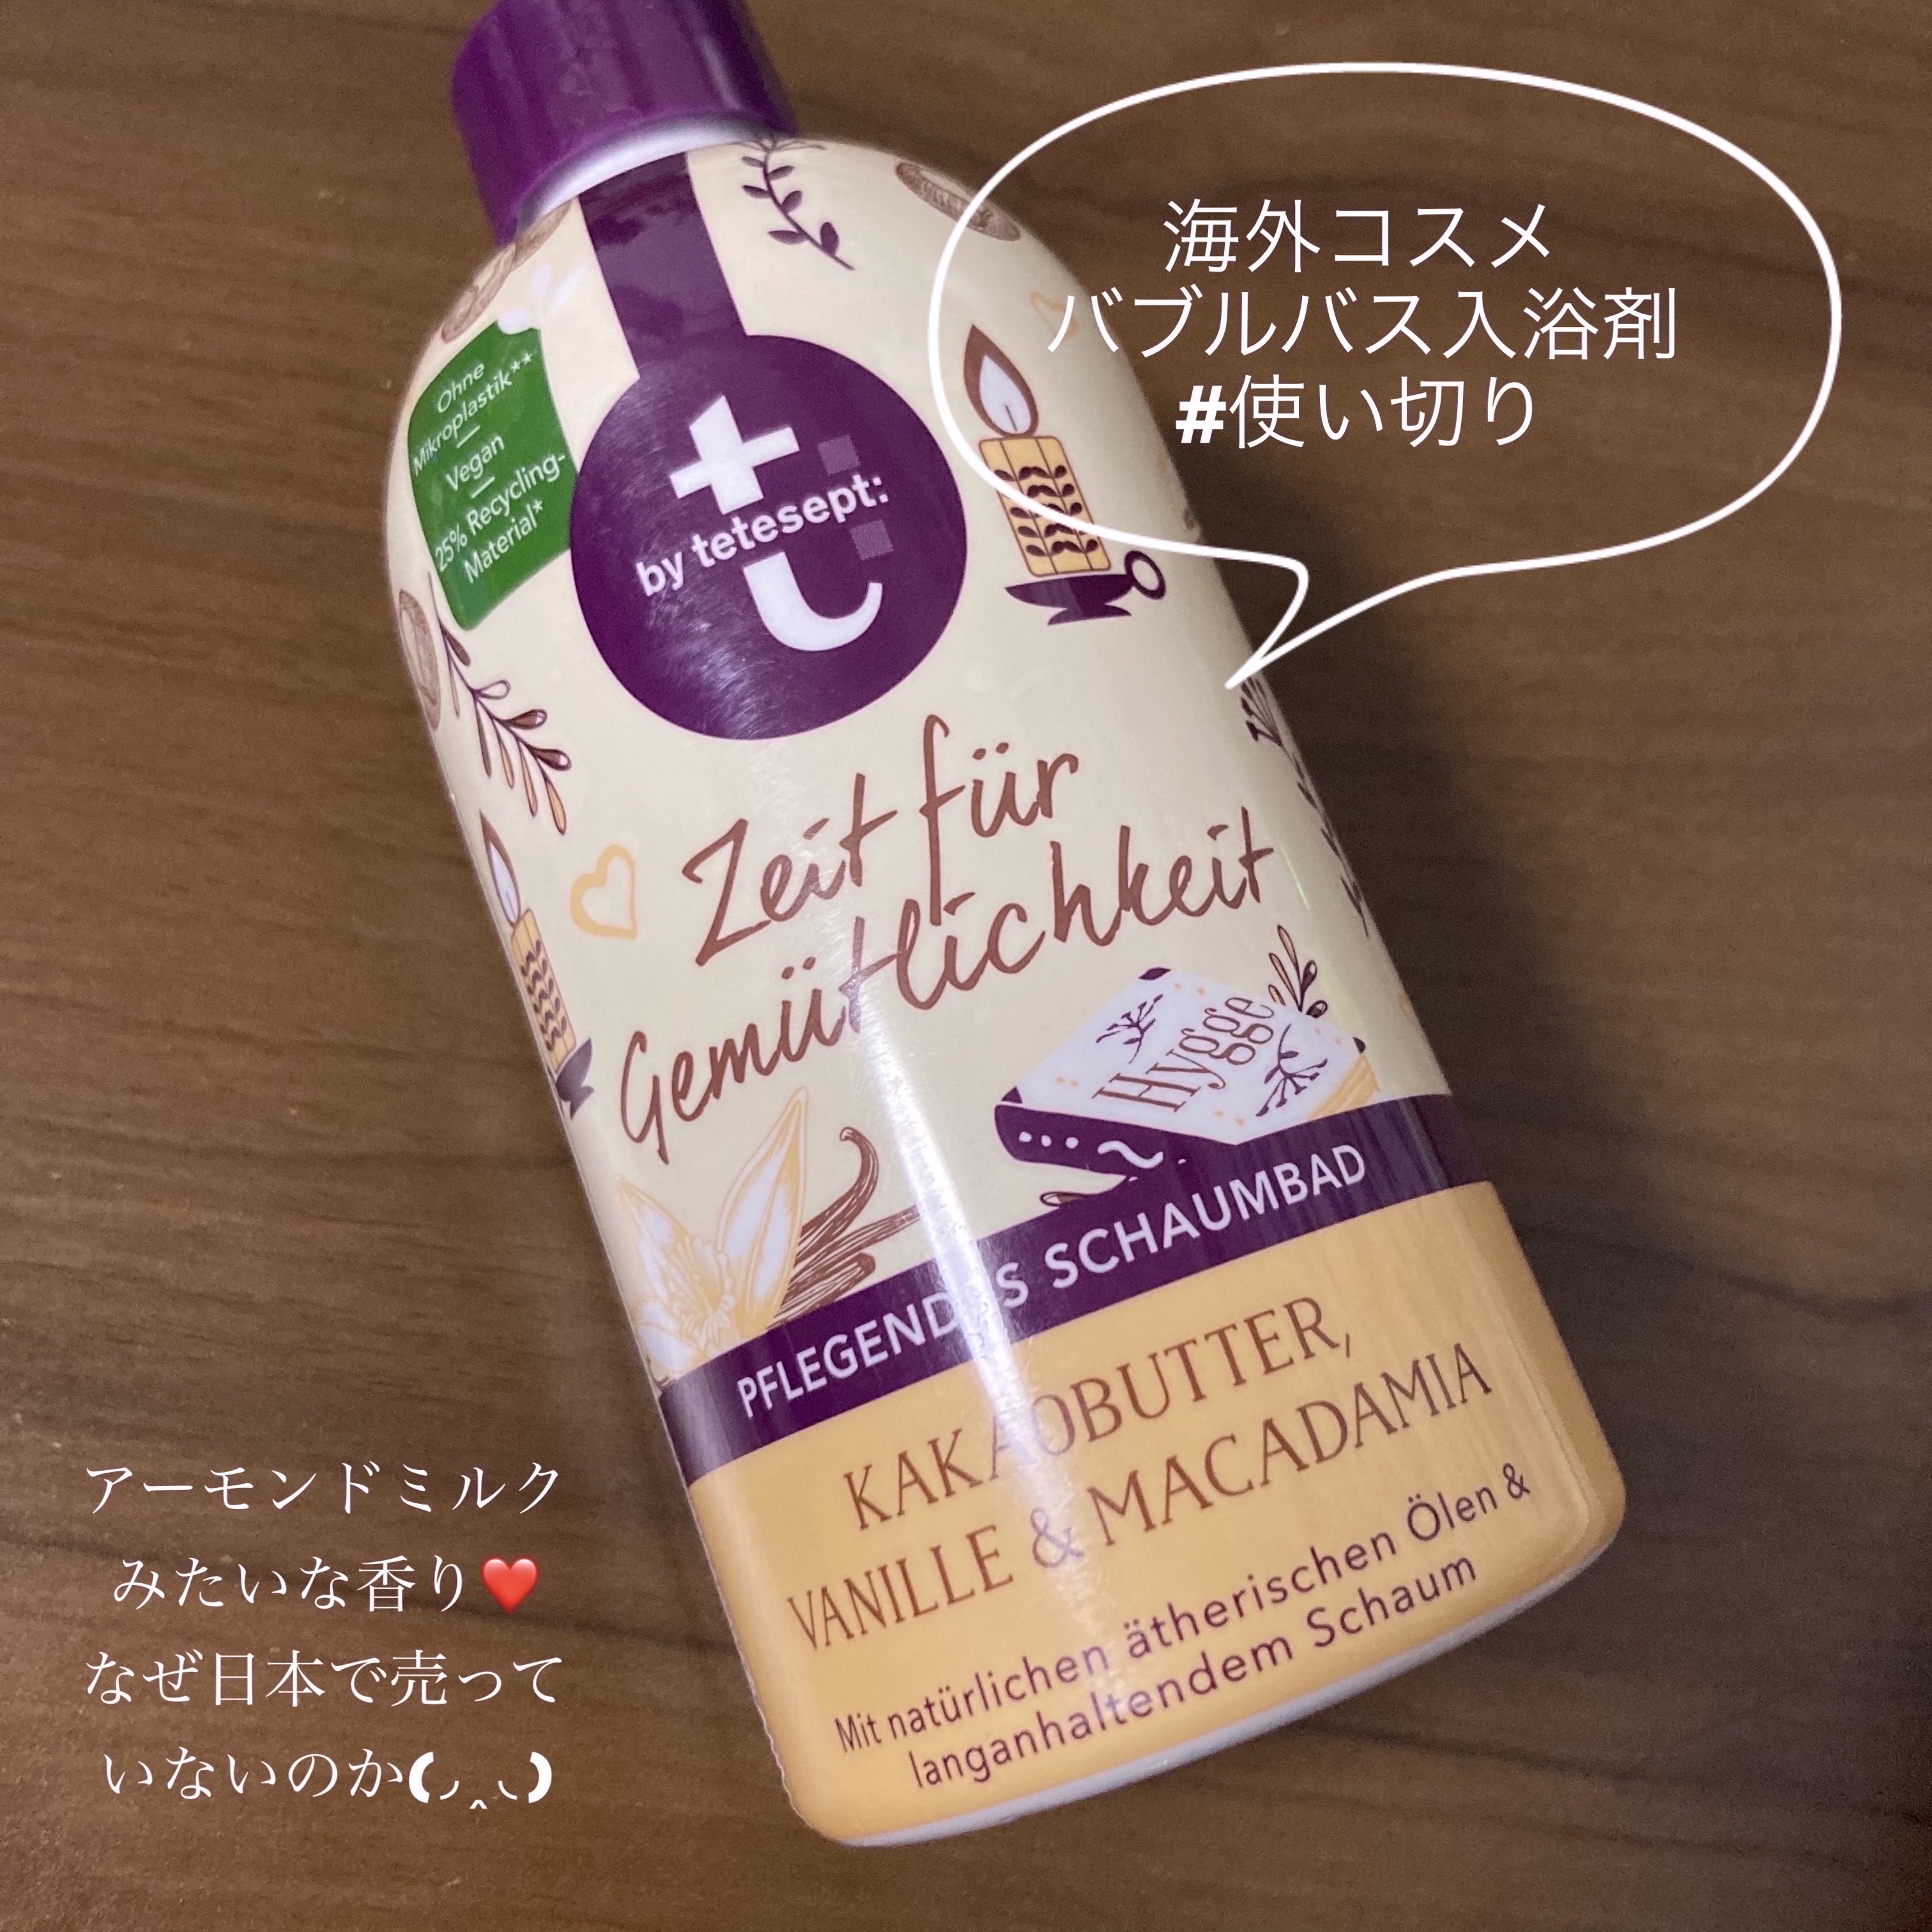 海外コスメ
バブルバス入浴剤
#使い切り
Ohne
Mikroplastik**
Vegan
25% Recycling-
Material*
t
by tetesept:
Zeit für
Gemütlichkeit
Hygge
PFLEGENDES SCHAUMBAD
KAKAOBUTTER,
VANILLE & MACADAMIA
Mit natürlichen ätherischen Ölen &
langanhaltendem Schaum
アーモンドミルク
みたいな香り❤️
なぜ日本で売って
いないのか(◟‸◞)